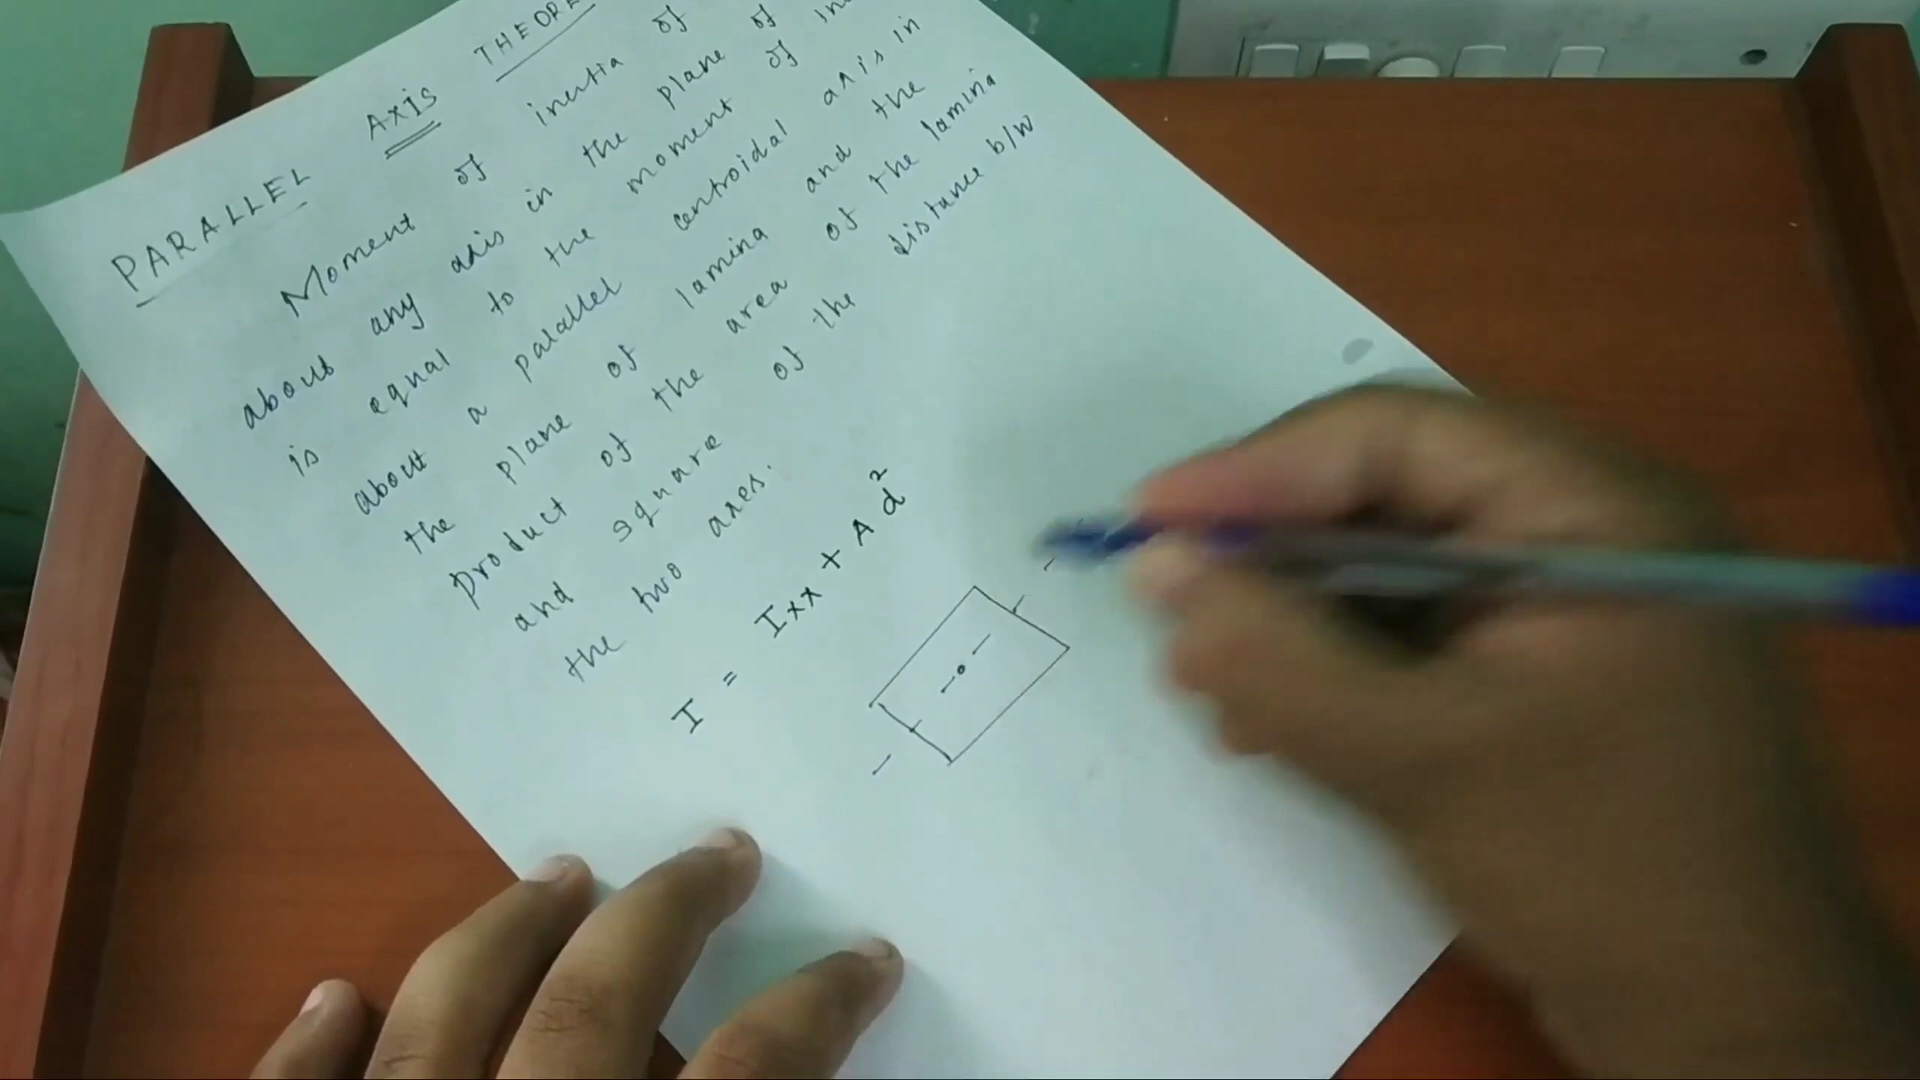 PARALLEL AXIS
Moment of inertia of
about any axis in the plane of
is equal to the moment of
about a parallel centroidal axis in
the plane of lamina and the
product of the area of the lamina
and square of the distance b/w
the two axes.
I = Ixx + A d²